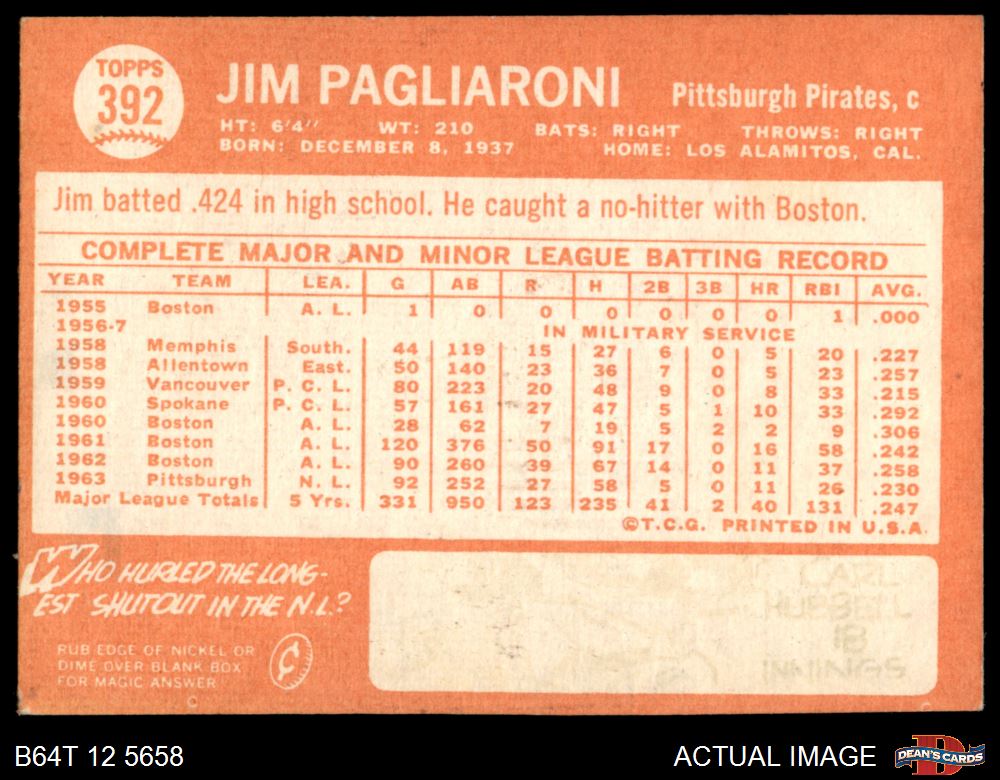 TOPPS
392
JIM PAGLIARONI
Pittsburgh Pirates, c
HT: 6'4" WT: 210 BATS: RIGHT THROWS: RIGHT
BORN: DECEMBER 8, 1937 HOME: LOS ALAMITOS, CAL.
Jim batted .424 in high school. He caught a no-hitter with Boston.
COMPLETE MAJOR AND MINOR LEAGUE BATTING RECORD
YEAR TEAM LEA. G AB R H 2B 3B HR RBI AVG.
1955 Boston A. L. 1 0 0 0 0 0 0 1 .000
1956-7 IN MILITARY SERVICE
1958 Memphis South. 44 119 15 27 6 0 5 20 .227
1958 Allentown East. 50 140 23 36 7 0 5 23 .257
1959 Vancouver P. C. L. 80 223 20 48 9 0 8 33 .215
1960 Spokane P. C. L. 57 161 27 47 5 1 10 33 .292
1960 Boston A. L. 28 62 7 19 5 2 2 9 .306
1961 Boston A. L. 120 376 50 91 17 0 16 58 .242
1962 Boston A. L. 90 260 39 67 14 0 11 37 .258
1963 Pittsburgh N. L. 92 252 27 58 5 0 11 26 .230
Major League Totals 5 Yrs. 331 950 123 235 41 2 40 131 .247
©T.C.G. PRINTED IN U.S.A.
WHO HURLED THE LONG-
EST SHUTOUT IN THE N.L.?
RUB EDGE OF NICKEL OR
DIME OVER BLANK BOX
FOR MAGIC ANSWER
¢
CARL
HUBBELL
18
INNINGS
B64T 12 5658
ACTUAL IMAGE
DEAN'S CARDS